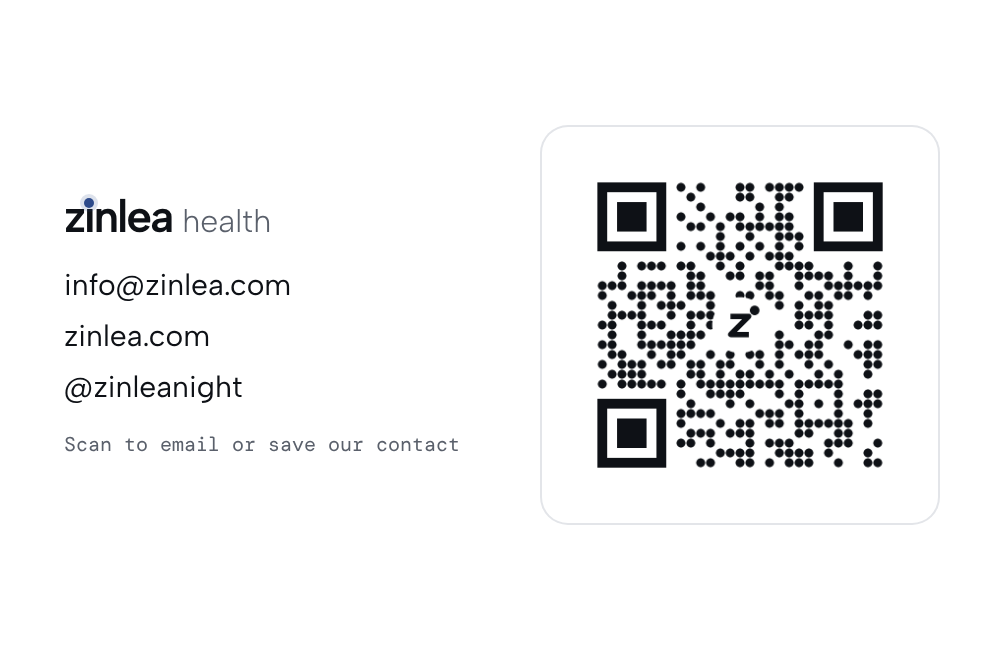 zinlea health
info@zinlea.com
zinlea.com
@zinleanight
Scan to email or save our contact
z